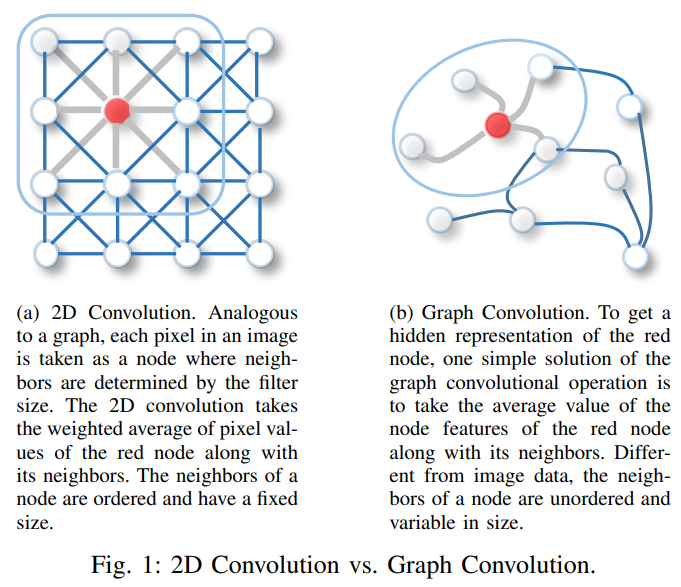 (a) 2D Convolution. Analogous
to a graph, each pixel in an image
is taken as a node where neigh-
bors are determined by the filter
size. The 2D convolution takes
the weighted average of pixel val-
ues of the red node along with
its neighbors. The neighbors of a
node are ordered and have a fixed
size.
(b) Graph Convolution. To get a
hidden representation of the red
node, one simple solution of the
graph convolutional operation is
to take the average value of the
node features of the red node
along with its neighbors. Differ-
ent from image data, the neigh-
bors of a node are unordered and
variable in size.
Fig. 1: 2D Convolution vs. Graph Convolution.